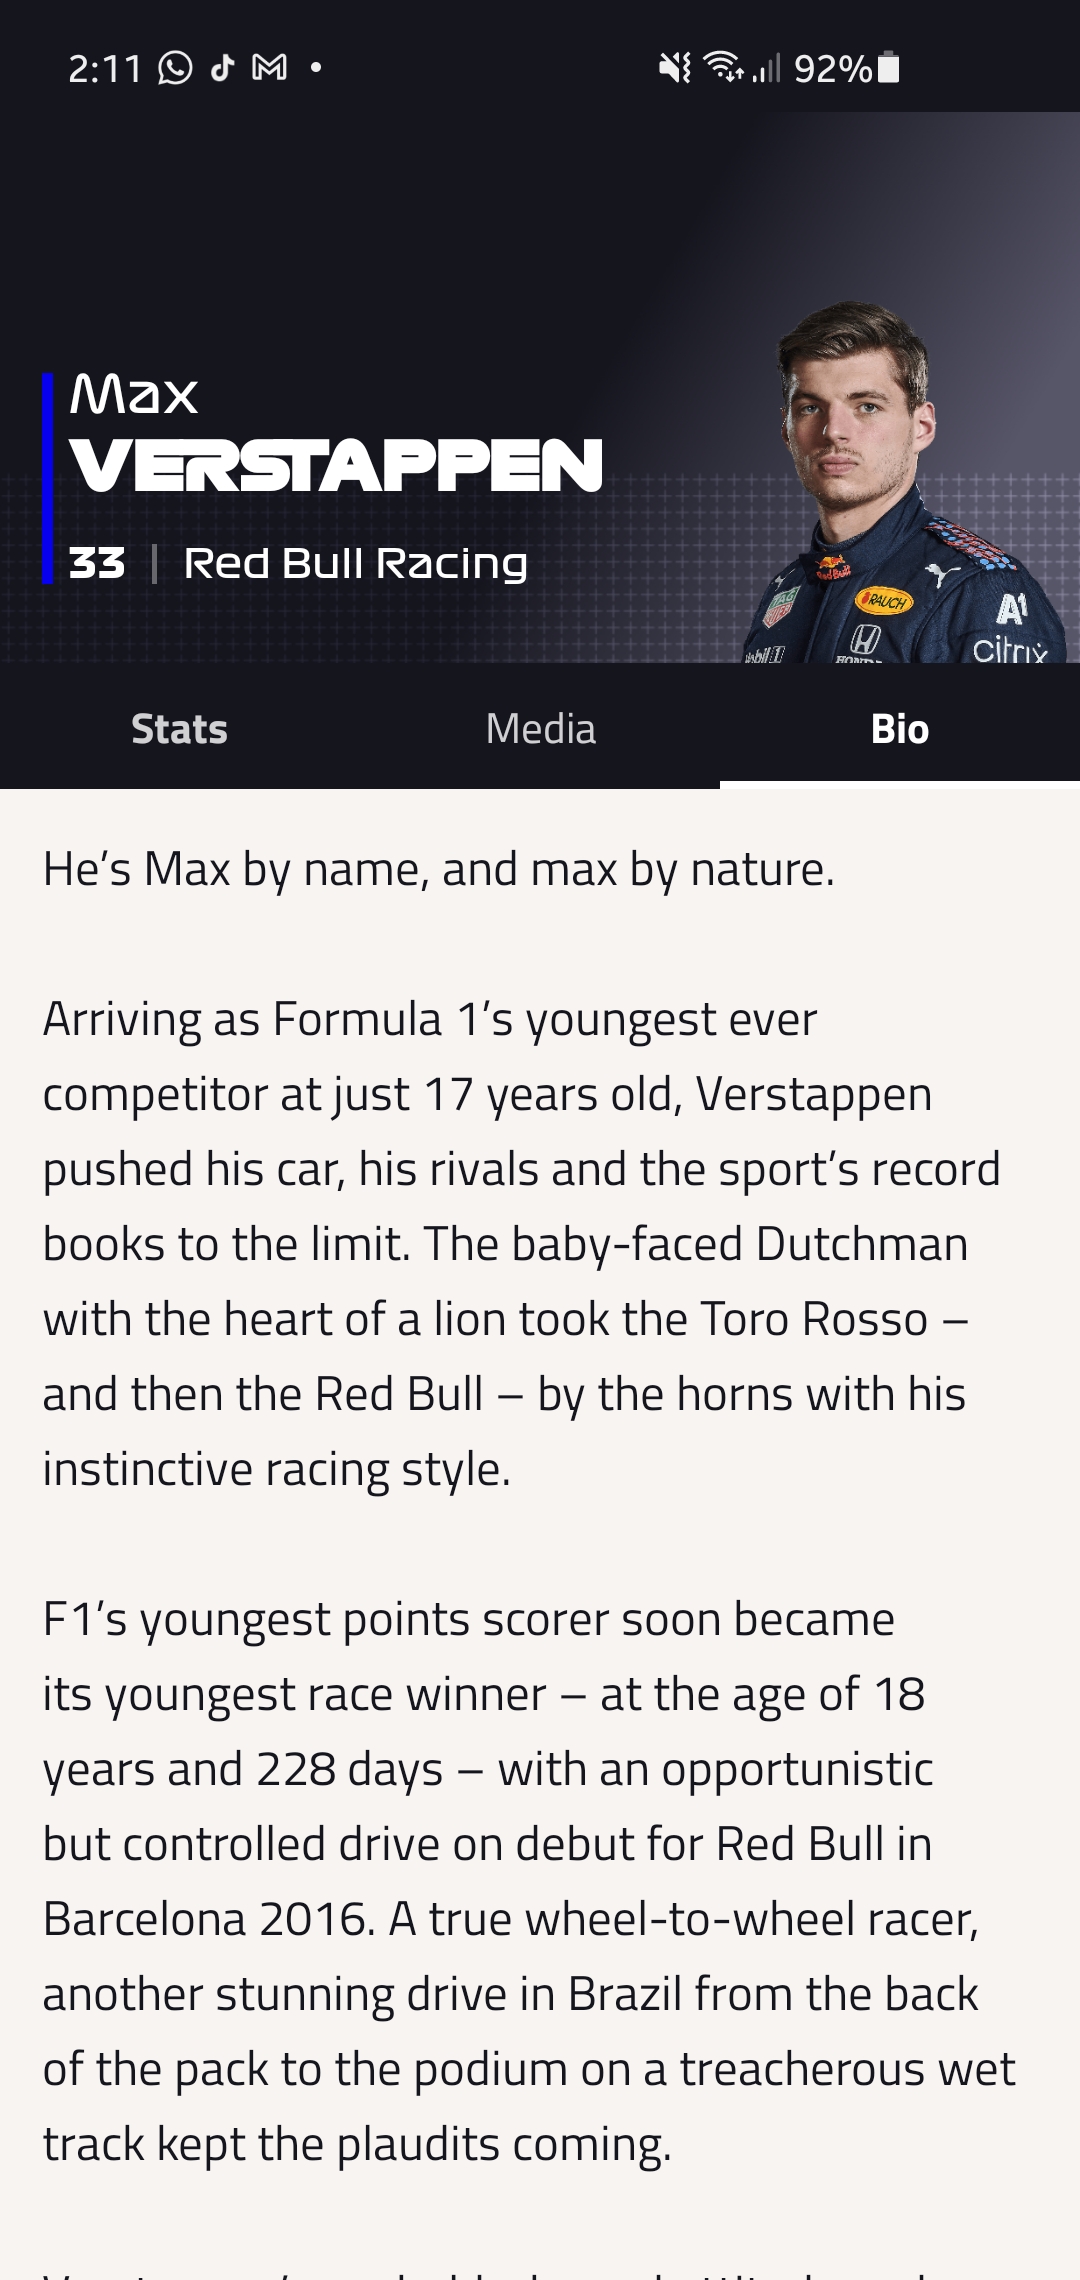 2:11
92%
Max
VERSTAPPEN
33 | Red Bull Racing
Red Bull
TAG
HEUER
RAUCH
A1
HONDA
citrix
Stats
Media
Bio
He’s Max by name, and max by nature.
Arriving as Formula 1’s youngest ever
competitor at just 17 years old, Verstappen
pushed his car, his rivals and the sport’s record
books to the limit. The baby-faced Dutchman
with the heart of a lion took the Toro Rosso –
and then the Red Bull – by the horns with his
instinctive racing style.
F1’s youngest points scorer soon became
its youngest race winner – at the age of 18
years and 228 days – with an opportunistic
but controlled drive on debut for Red Bull in
Barcelona 2016. A true wheel-to-wheel racer,
another stunning drive in Brazil from the back
of the pack to the podium on a treacherous wet
track kept the plaudits coming.